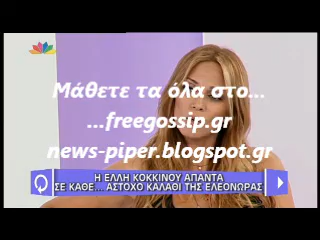 Μάθετε τα όλα στο...
...freegossip.gr
news-piper.blogspot.gr
Η ΕΛΛΗ ΚΟΚΚΙΝΟΥ ΑΠΑΝΤΑ
ΣΕ ΚΑΘΕ... ΑΣΤΟΧΟ ΚΑΛΑΘΙ ΤΗΣ ΕΛΕΟΝΩΡΑΣ